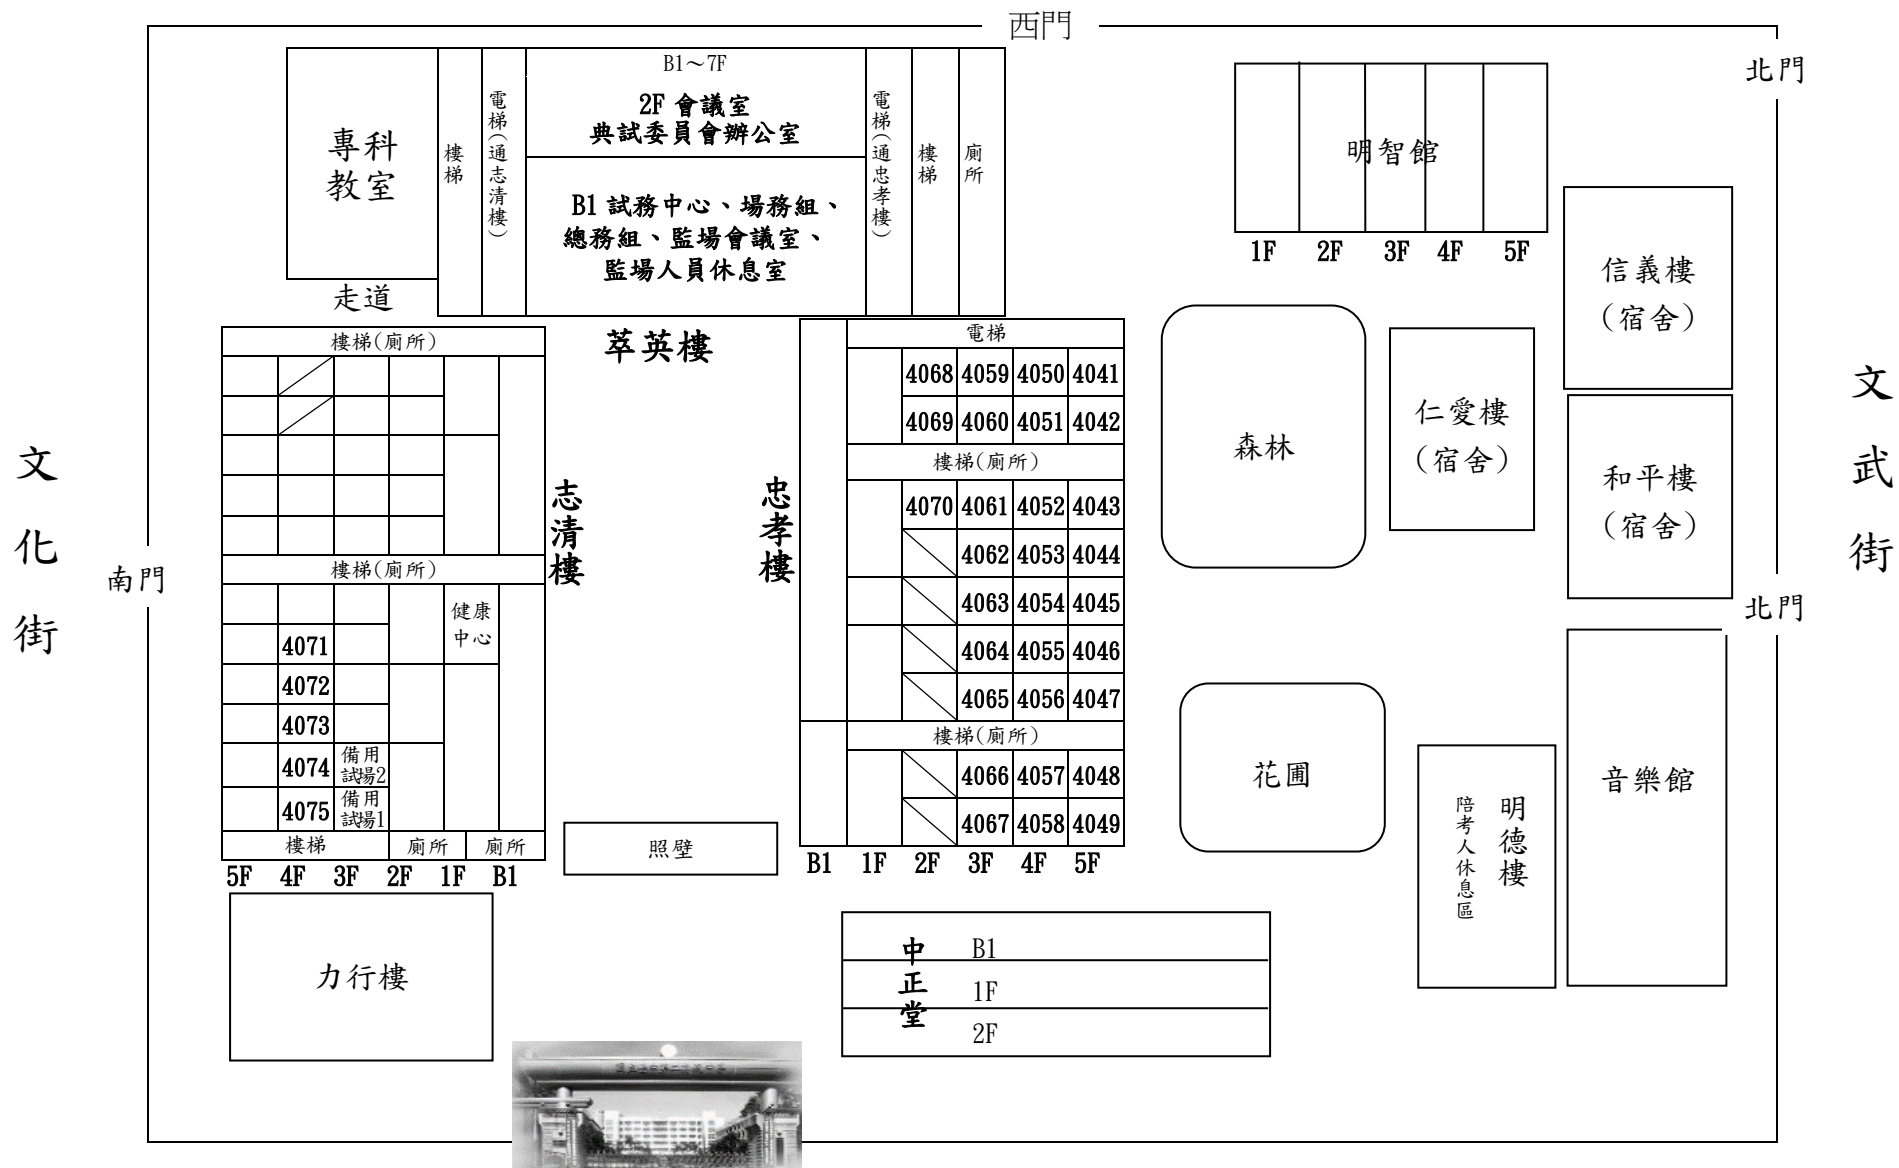 西門
北門
B1～7F
2F 會議室
典試委員會辦公室
專科
教室
樓梯
電梯(通志清樓)
電梯(通忠孝樓)
樓梯
廁所
B1 試務中心、場務組、
總務組、監場會議室、
監場人員休息室
走道
萃英樓
明智館
1F 2F 3F 4F 5F
信義樓
(宿舍)
樓梯(廁所)
電梯
4068 4059 4050 4041
4069 4060 4051 4042
樓梯(廁所)
4070 4061 4052 4043
4062 4053 4044
4063 4054 4045
4064 4055 4046
4065 4056 4047
樓梯(廁所)
4066 4057 4048
4067 4058 4049
B1 1F 2F 3F 4F 5F
忠孝樓
志清樓
樓梯(廁所)
健康
中心
4071
4072
4073
4074 備用
試場2
4075 備用
試場1
樓梯 廁所 廁所
5F 4F 3F 2F 1F B1
文化街
南門
森林
仁愛樓
(宿舍)
和平樓
(宿舍)
文武街
北門
花圃
音樂館
明德樓
陪考人休息區
照壁
力行樓
中正堂
B1
1F
2F